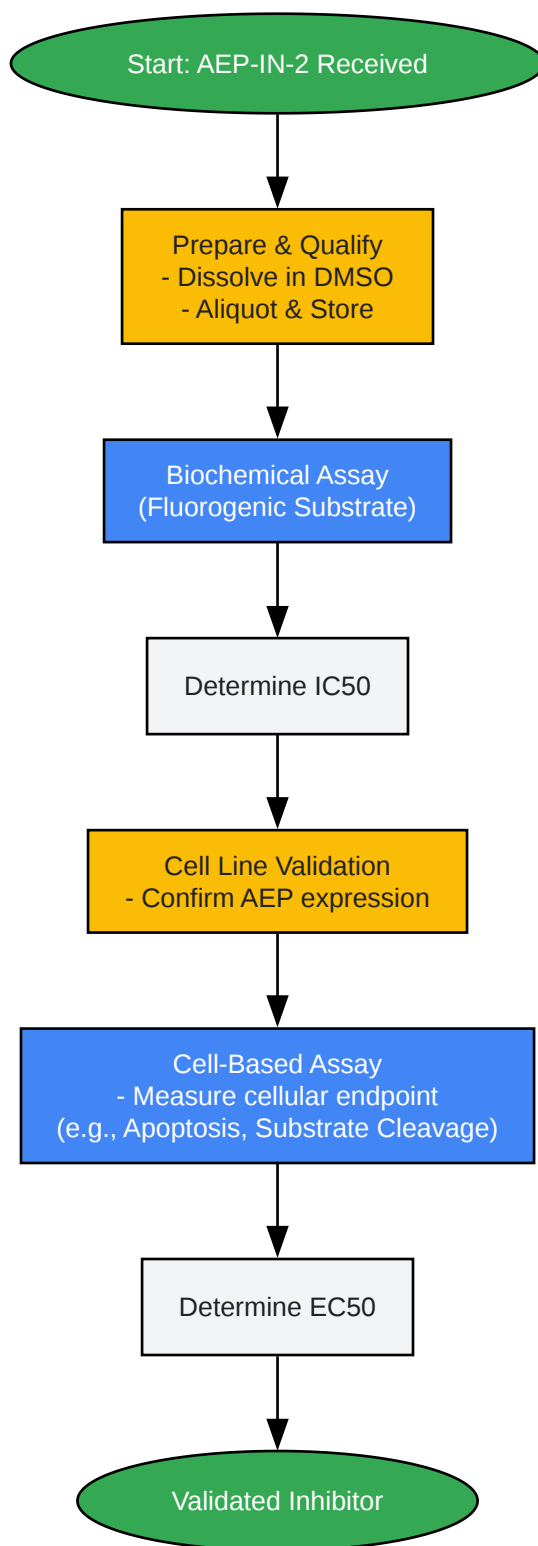 Start: AEP-IN-2 Received
Prepare & Qualify
- Dissolve in DMSO
- Aliquot & Store
Biochemical Assay
(Fluorogenic Substrate)
Determine IC50
Cell Line Validation
- Confirm AEP expression
Cell-Based Assay
- Measure cellular endpoint
(e.g., Apoptosis, Substrate Cleavage)
Determine EC50
Validated Inhibitor